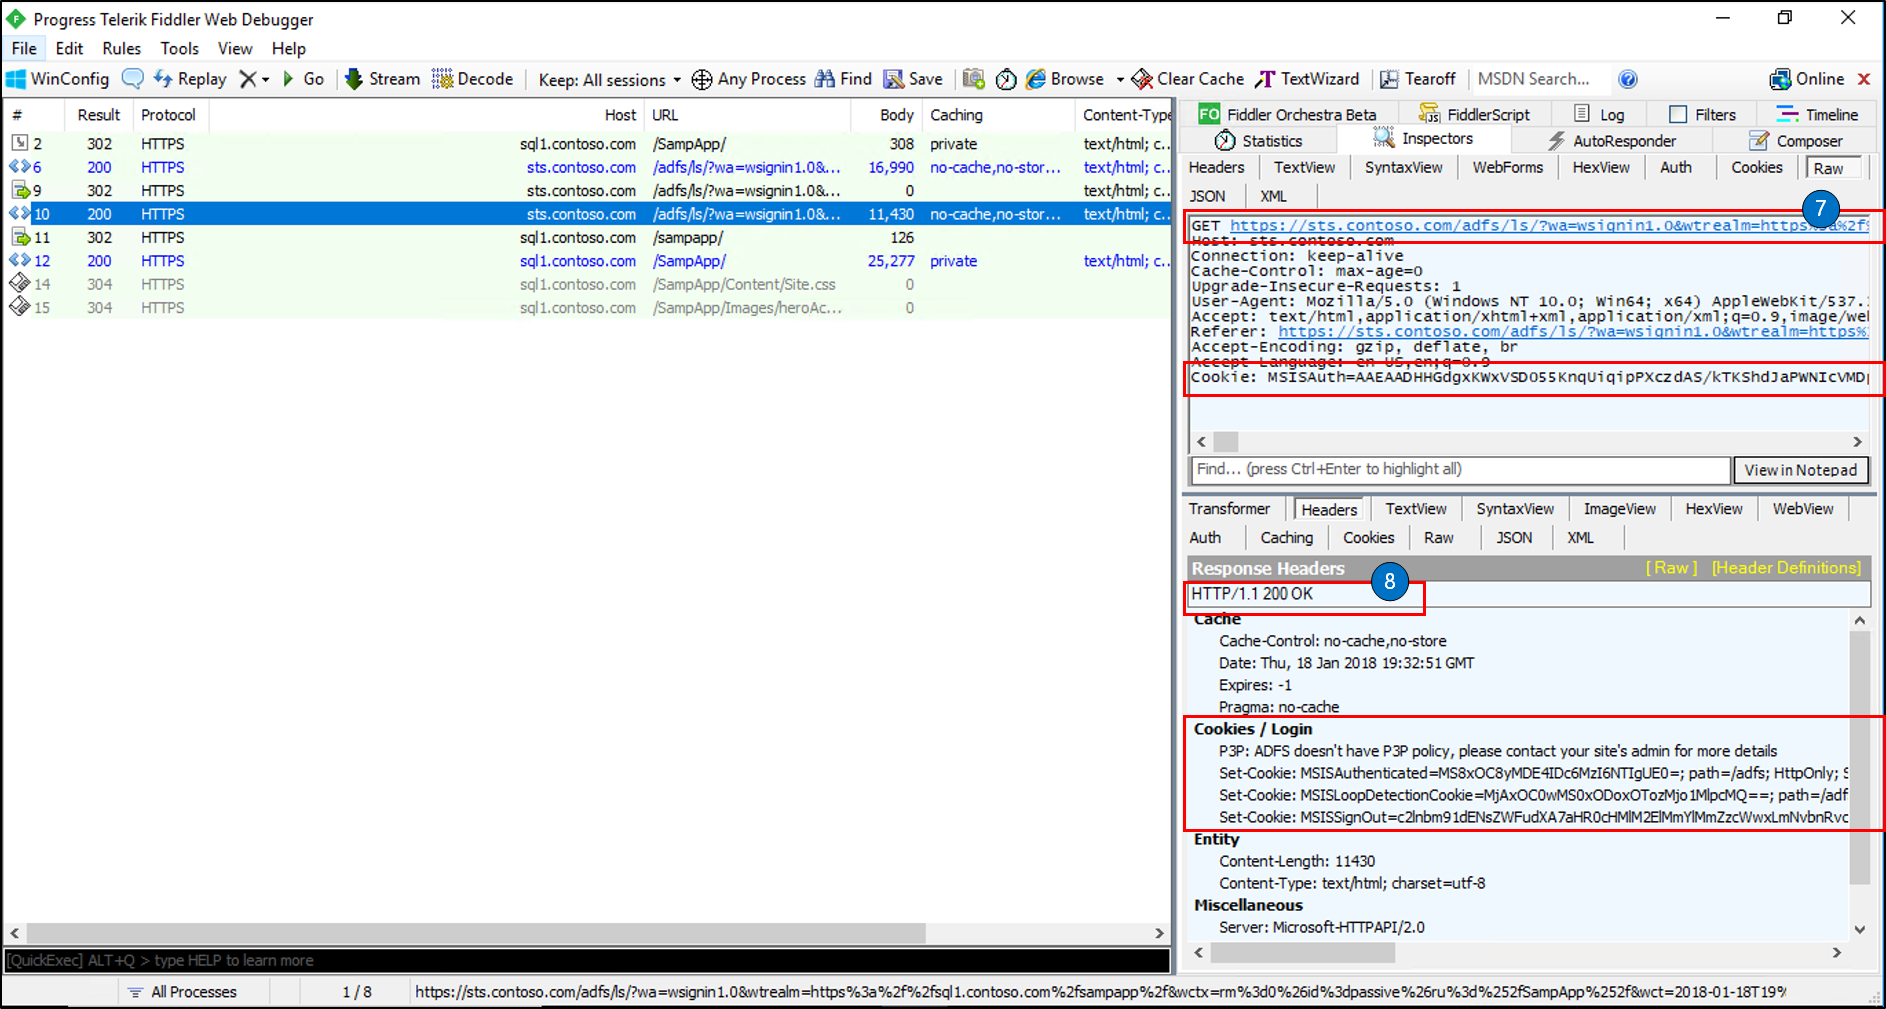 Progress Telerik Fiddler Web Debugger
File Edit Rules Tools View Help
WinConfig Replay Go Stream Decode Keep: All sessions Any Process Find Save Browse Clear Cache TextWizard Tearoff MSDN Search... Online
# Result Protocol Host URL Body Caching Content-Type
2 302 HTTPS sql1.contoso.com /SampApp/ 308 private text/html; c...
6 200 HTTPS sts.contoso.com /adfs/ls/?wa=wsignin1.0&... 16,990 no-cache,no-stor... text/html; c...
9 302 HTTPS sts.contoso.com /adfs/ls/?wa=wsignin1.0&... 0 text/html; c...
10 200 HTTPS sts.contoso.com /adfs/ls/?wa=wsignin1.0&... 11,430 no-cache,no-stor... text/html; c...
11 302 HTTPS sql1.contoso.com /sampapp/ 126
12 200 HTTPS sql1.contoso.com /SampApp/ 25,277 private text/html; c...
14 304 HTTPS sql1.contoso.com /SampApp/Content/Site.css 0
15 304 HTTPS sql1.contoso.com /SampApp/Images/heroAc... 0
[QuickExec] ALT+Q > type HELP to learn more
FO Fiddler Orchestra Beta FiddlerScript Log Filters Timeline
Statistics Inspectors AutoResponder Composer
Headers TextView SyntaxView WebForms HexView Auth Cookies Raw
JSON XML
7
GET https://sts.contoso.com/adfs/ls/?wa=wsignin1.0&wtrealm=https%3a%2f%
Host: sts.contoso.com
Connection: keep-alive
Cache-Control: max-age=0
Upgrade-Insecure-Requests: 1
User-Agent: Mozilla/5.0 (Windows NT 10.0; Win64; x64) AppleWebKit/537.
Accept: text/html,application/xhtml+xml,application/xml;q=0.9,image/we
Referer: https://sts.contoso.com/adfs/ls/?wa=wsignin1.0&wtrealm=https%
Accept-Encoding: gzip, deflate, br
Accept-Language: en-US,en;q=0.9
Cookie: MSISAuth=AAEAADHHGdgxKWxVSDO55KnqUiqipPXczdAS/kTKShdJaPWNIcVMD
Find... (press Ctrl+Enter to highlight all) View in Notepad
Transformer Headers TextView SyntaxView ImageView HexView WebView
Auth Caching Cookies Raw JSON XML
Response Headers [ Raw ] [Header Definitions]
8
HTTP/1.1 200 OK
Cache
Cache-Control: no-cache,no-store
Date: Thu, 18 Jan 2018 19:32:51 GMT
Expires: -1
Pragma: no-cache
Cookies / Login
P3P: ADFS doesn't have P3P policy, please contact your site's admin for more details
Set-Cookie: MSISAuthenticated=MS8xOC8yMDE4IDc6MzI6NTIgUE0=; path=/adfs; HttpOnly; S
Set-Cookie: MSISLoopDetectionCookie=MjAxOC0wMS0xODoxOTozMjo1MlpcMQ==; path=/adf
Set-Cookie: MSISSignOut=c2lnbm91dENsZWFudXA7aHR0cHMlM2ElMmYlMmZzcWwxLmNvbnRvc
Entity
Content-Length: 11430
Content-Type: text/html; charset=utf-8
Miscellaneous
Server: Microsoft-HTTPAPI/2.0
All Processes 1 / 8 https://sts.contoso.com/adfs/ls/?wa=wsignin1.0&wtrealm=https%3a%2f%2fsql1.contoso.com%2fsampapp%2f&wctx=rm%3d0%26id%3dpassive%26ru%3d%252fSampApp%252f&wct=2018-01-18T19%